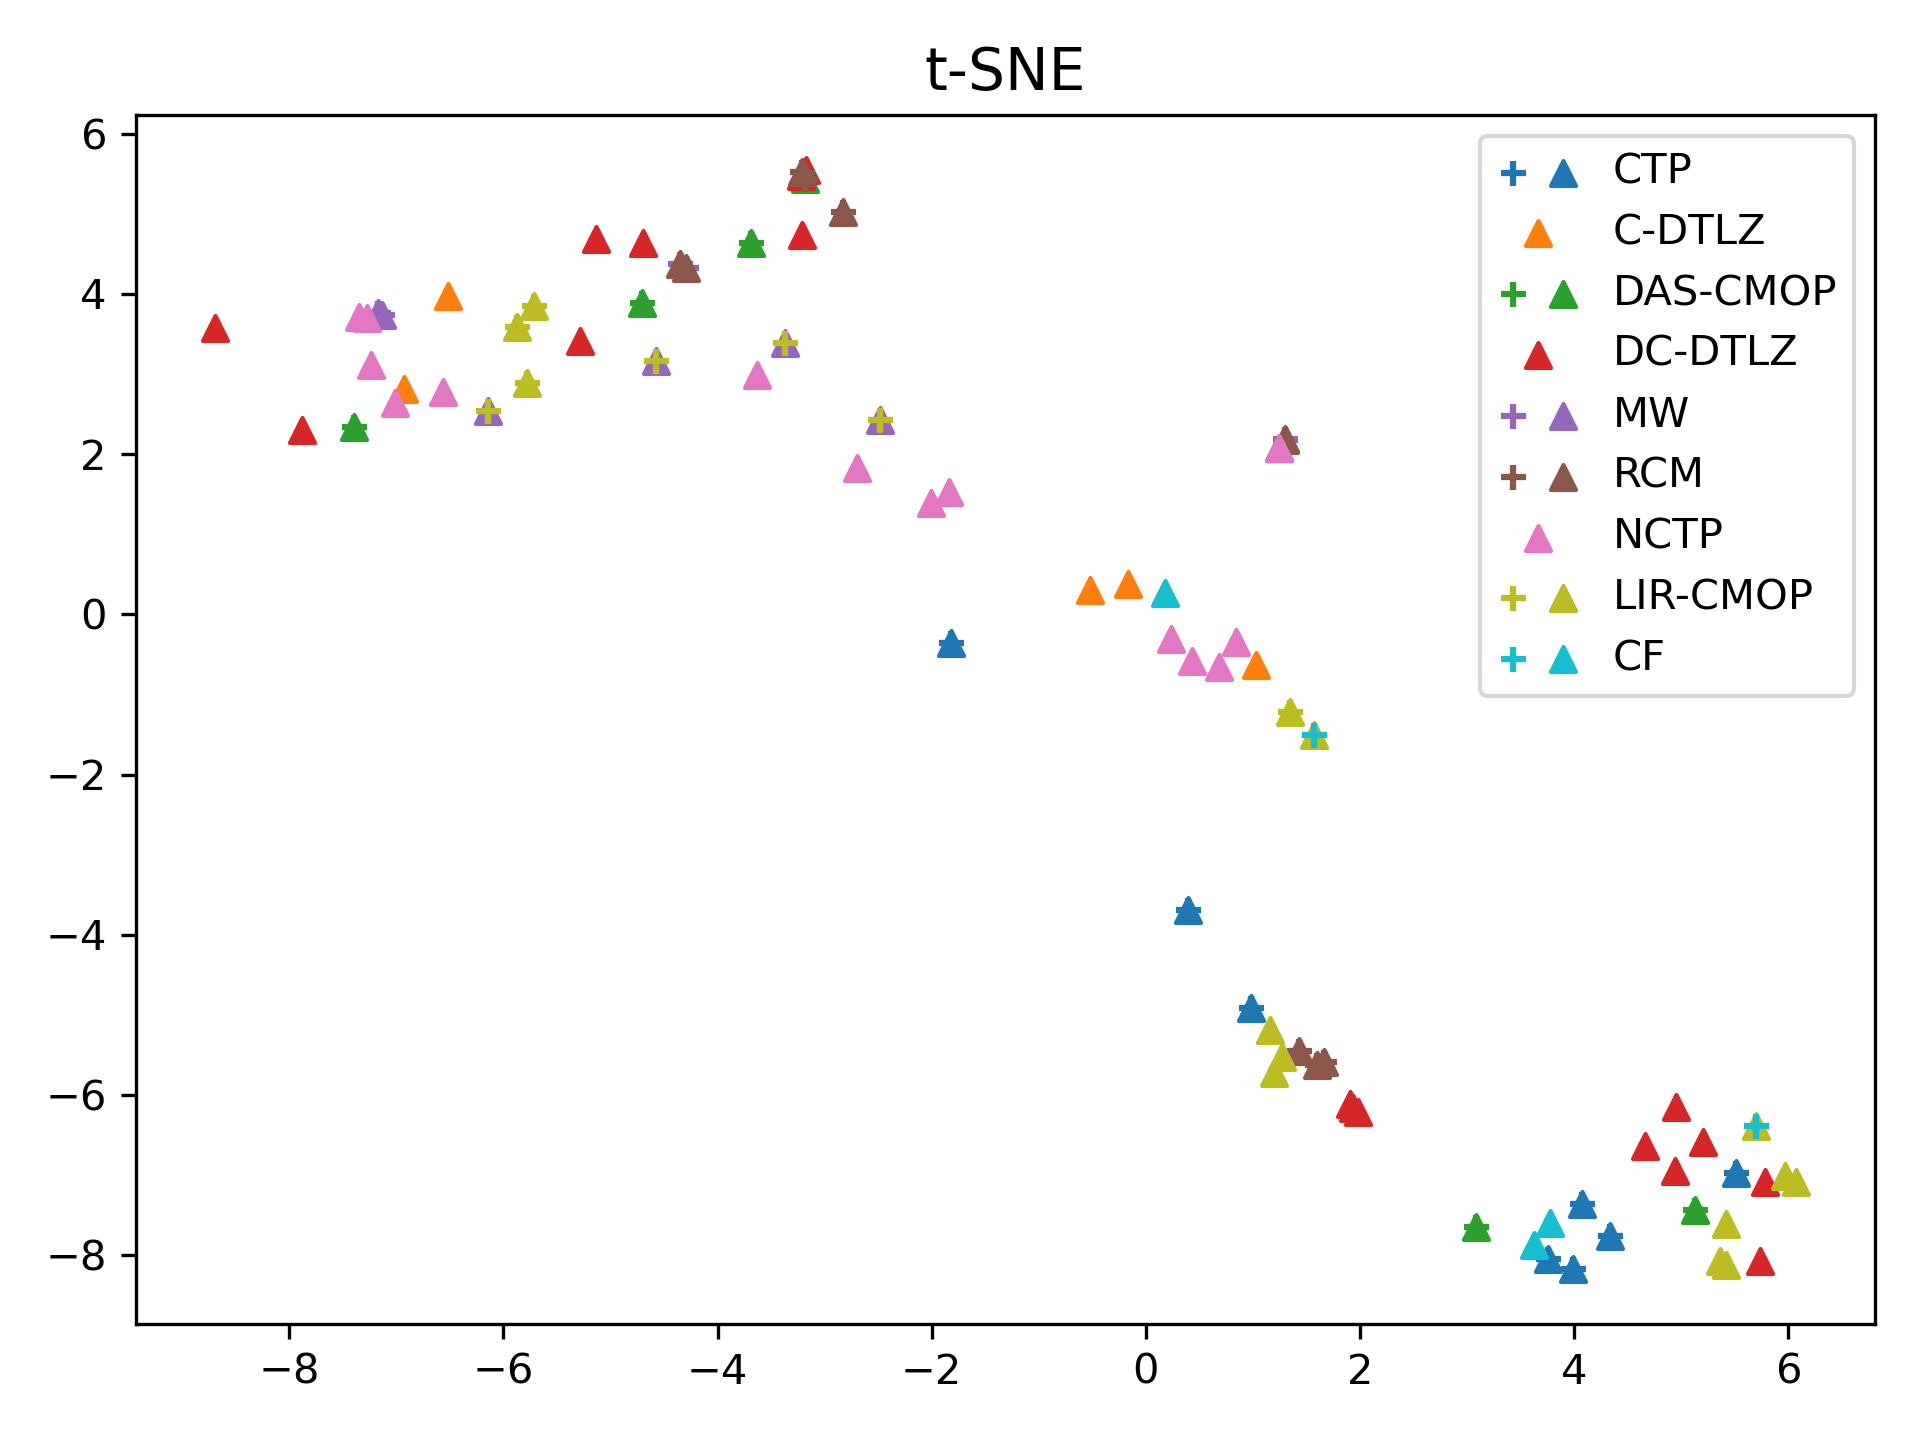 t-SNE
6
4
2
0
−2
−4
−6
−8
−8 −6 −4 −2 0 2 4 6
CTP
C-DTLZ
DAS-CMOP
DC-DTLZ
MW
RCM
NCTP
LIR-CMOP
CF